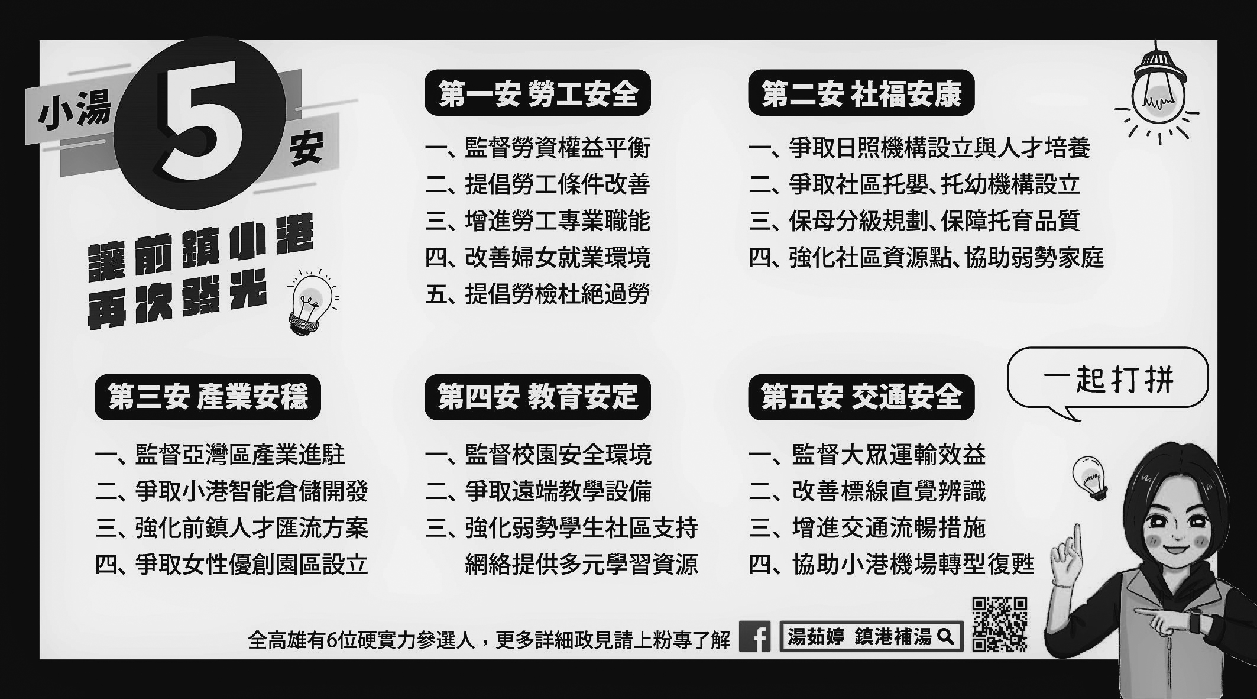 小湯
5
安
讓前鎮小港
再次發光
第一安 勞工安全
一、監督勞資權益平衡
二、提倡勞工條件改善
三、增進勞工專業職能
四、改善婦女就業環境
五、提倡勞檢杜絕過勞
第二安 社福安康
一、爭取日照機構設立與人才培養
二、爭取社區托嬰、托幼機構設立
三、保母分級規劃、保障托育品質
四、強化社區資源點、協助弱勢家庭
第三安 產業安穩
一、監督亞灣區產業進駐
二、爭取小港智能倉儲開發
三、強化前鎮人才匯流方案
四、爭取女性優創園區設立
第四安 教育安定
一、監督校園安全環境
二、爭取遠端教學設備
三、強化弱勢學生社區支持
網絡提供多元學習資源
第五安 交通安全
一、監督大眾運輸效益
二、改善標線直覺辨識
三、增進交通流暢措施
四、協助小港機場轉型復甦
一起打拼
全高雄有6位硬實力參選人，更多詳細政見請上粉專了解
湯茹婷 鎮港補湯